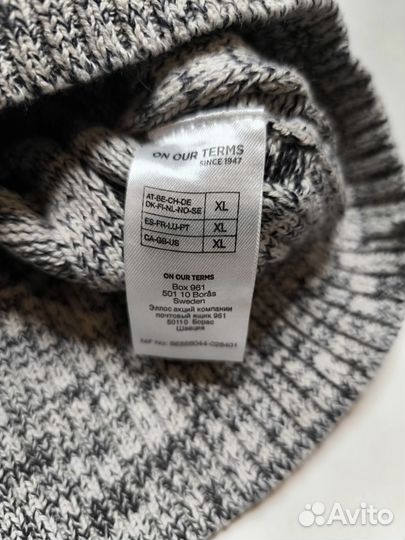 ON OUR TERMS
SINCE 1947
AT-BE-CH-DE
DK-FI-NL-NO-SE XL
ES-FR-LU-PT XL
CA-GB-US XL
ON OUR TERMS
Box 961
501 10 Borås
Sweden
Эллос акций компании
почтовый ящик 961
50110 Борас
Швеция
Avito